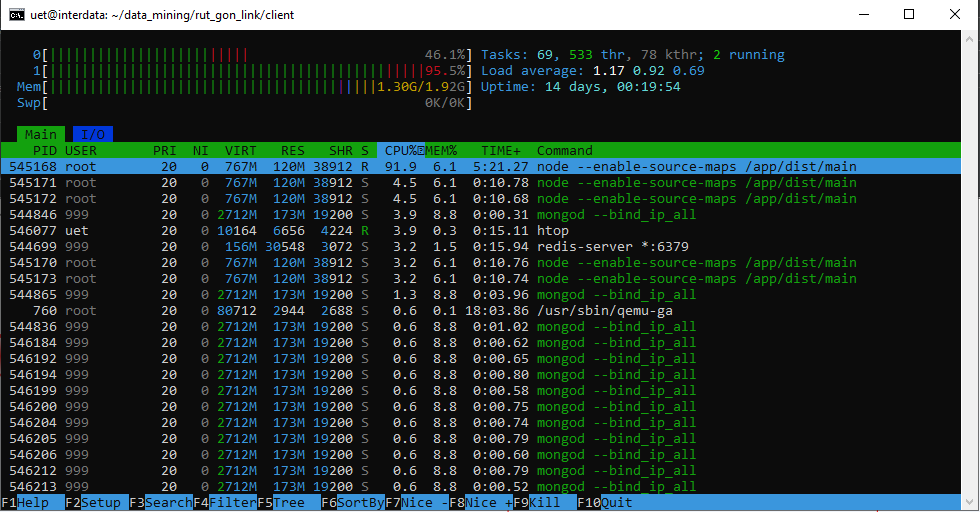 uet@interdata: ~/data_mining/rut_gon_link/client
0[|||||||||||||||||||||||||                      46.1%] Tasks: 69, 533 thr, 78 kthr; 2 running
1[|||||||||||||||||||||||||||||||||||||||||||||||95.5%] Load average: 1.17 0.92 0.69
Mem[|||||||||||||||||||||||||||||||||||||||||1.30G/1.92G] Uptime: 14 days, 00:19:54
Swp[                                               0K/0K]
Main I/O
PID USER PRI NI VIRT RES SHR S CPU% MEM% TIME+ Command
545168 root 20 0 767M 120M 38912 R 91.9 6.1 5:21.27 node --enable-source-maps /app/dist/main
545171 root 20 0 767M 120M 38912 S 4.5 6.1 0:10.78 node --enable-source-maps /app/dist/main
545172 root 20 0 767M 120M 38912 S 4.5 6.1 0:10.68 node --enable-source-maps /app/dist/main
544846 999 20 0 2712M 173M 19200 S 3.9 8.8 0:00.31 mongod --bind_ip_all
546077 uet 20 0 10164 6656 4224 R 3.9 0.3 0:15.11 htop
544699 999 20 0 156M 30548 3072 S 3.2 1.5 0:15.94 redis-server *:6379
545170 root 20 0 767M 120M 38912 S 3.2 6.1 0:10.76 node --enable-source-maps /app/dist/main
545173 root 20 0 767M 120M 38912 S 3.2 6.1 0:10.74 node --enable-source-maps /app/dist/main
544865 999 20 0 2712M 173M 19200 S 1.3 8.8 0:03.96 mongod --bind_ip_all
760 root 20 0 80712 2944 2688 S 0.6 0.1 18:03.86 /usr/sbin/qemu-ga
544836 999 20 0 2712M 173M 19200 S 0.6 8.8 0:01.02 mongod --bind_ip_all
546184 999 20 0 2712M 173M 19200 S 0.6 8.8 0:00.62 mongod --bind_ip_all
546192 999 20 0 2712M 173M 19200 S 0.6 8.8 0:00.65 mongod --bind_ip_all
546194 999 20 0 2712M 173M 19200 S 0.6 8.8 0:00.80 mongod --bind_ip_all
546199 999 20 0 2712M 173M 19200 S 0.6 8.8 0:00.58 mongod --bind_ip_all
546200 999 20 0 2712M 173M 19200 S 0.6 8.8 0:00.75 mongod --bind_ip_all
546204 999 20 0 2712M 173M 19200 S 0.6 8.8 0:00.74 mongod --bind_ip_all
546205 999 20 0 2712M 173M 19200 S 0.6 8.8 0:00.79 mongod --bind_ip_all
546206 999 20 0 2712M 173M 19200 S 0.6 8.8 0:00.60 mongod --bind_ip_all
546212 999 20 0 2712M 173M 19200 S 0.6 8.8 0:00.79 mongod --bind_ip_all
546213 999 20 0 2712M 173M 19200 S 0.6 8.8 0:00.52 mongod --bind_ip_all
F1Help F2Setup F3SearchF4FilterF5Tree F6SortByF7Nice -F8Nice +F9Kill F10Quit